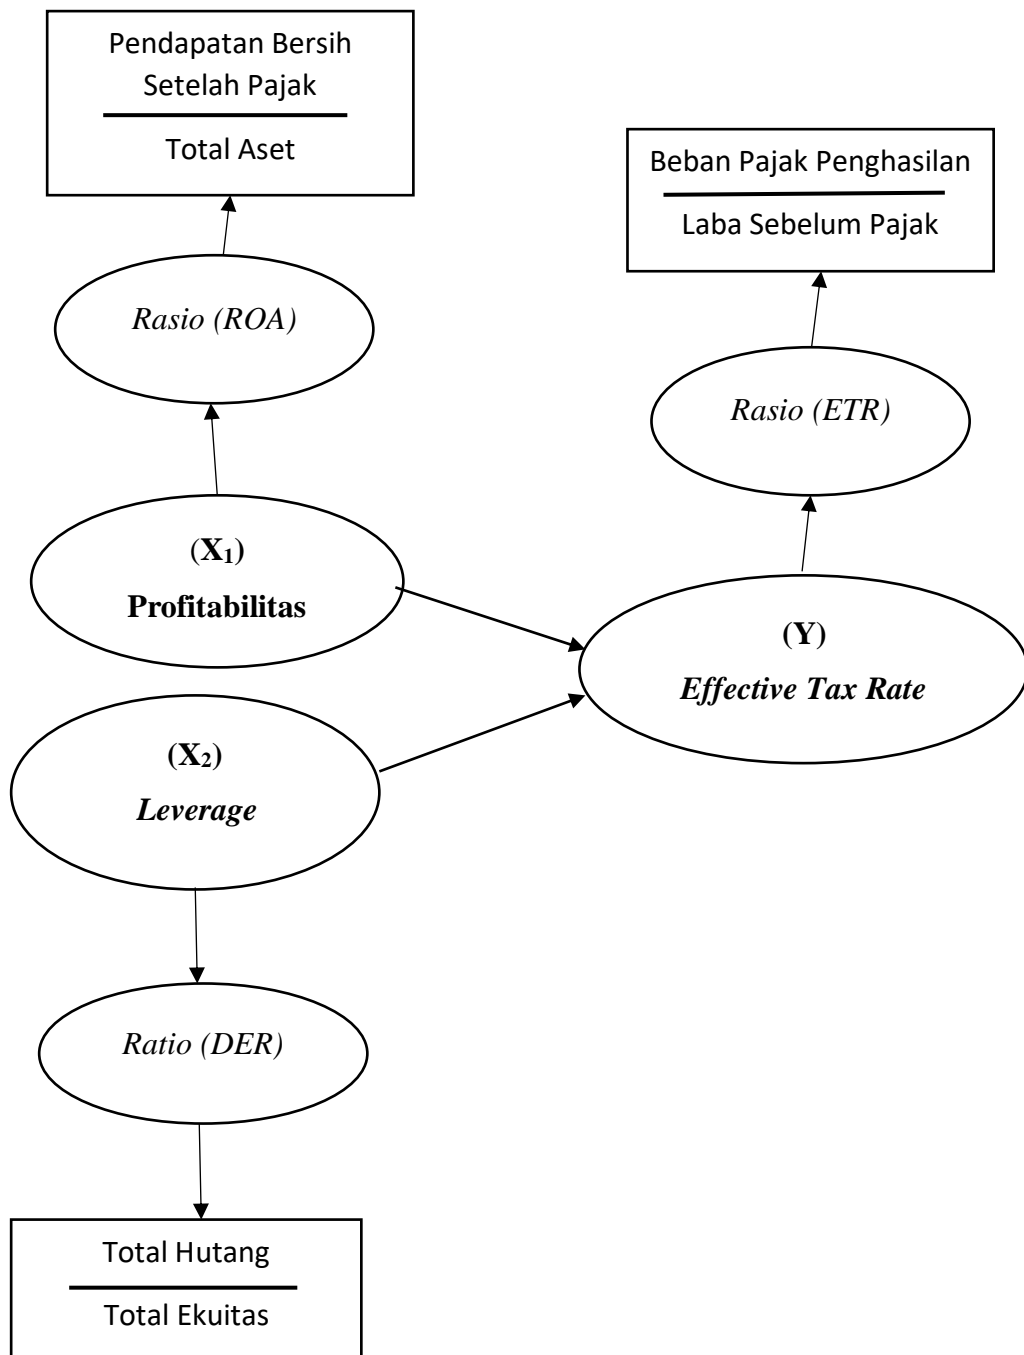 Pendapatan Bersih
Setelah Pajak
Total Aset
Beban Pajak Penghasilan
Laba Sebelum Pajak
Rasio (ROA)
Rasio (ETR)
(X₁)
Profitabilitas
(Y)
Effective Tax Rate
(X₂)
Leverage
Ratio (DER)
Total Hutang
Total Ekuitas